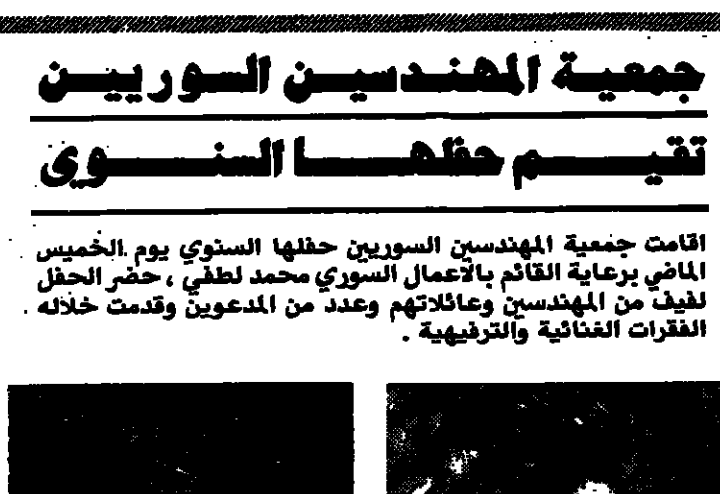 جمعية المهندسين السوريين
تقيم حفلها السنوي
اقامت جمعية المهندسين السوريين حفلها السنوي يوم الخميس
الماضي برعاية القائم بالاعمال السوري محمد لطفي ، حضر الحفل
لفيف من المهندسين وعائلاتهم وعدد من المدعوين وقدمت خلاله
الفقرات الغنائية والترفيهية .